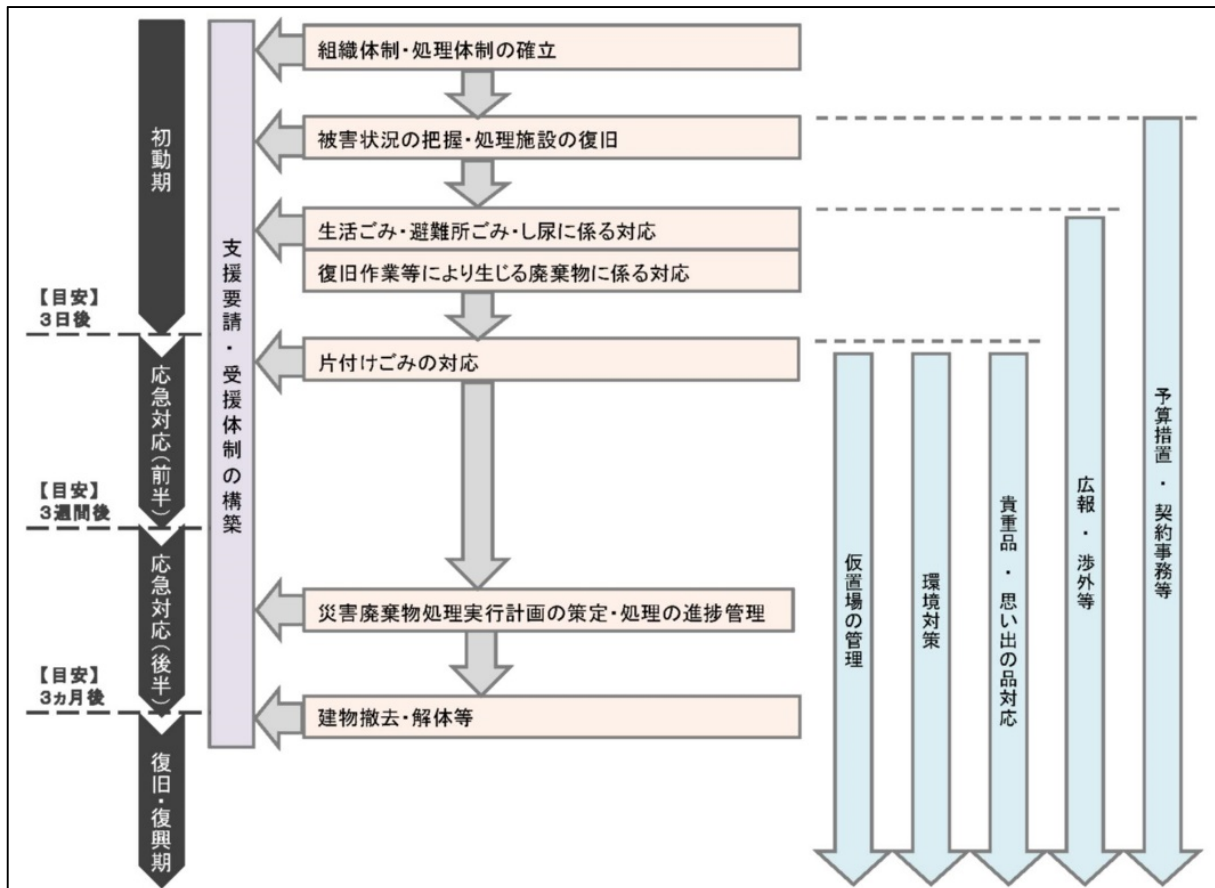 初動期
【目安】
3日後
応急対応(前半)
【目安】
3週間後
応急対応(後半)
【目安】
3ヵ月後
復旧・復興期
支援要請・受援体制の構築
組織体制・処理体制の確立
被害状況の把握・処理施設の復旧
生活ごみ・避難所ごみ・し尿に係る対応
復旧作業等により生じる廃棄物に係る対応
片付けごみの対応
災害廃棄物処理実行計画の策定・処理の進捗管理
建物撤去・解体等
仮置場の管理
環境対策
貴重品・思い出の品対応
広報・渉外等
予算措置・契約事務等